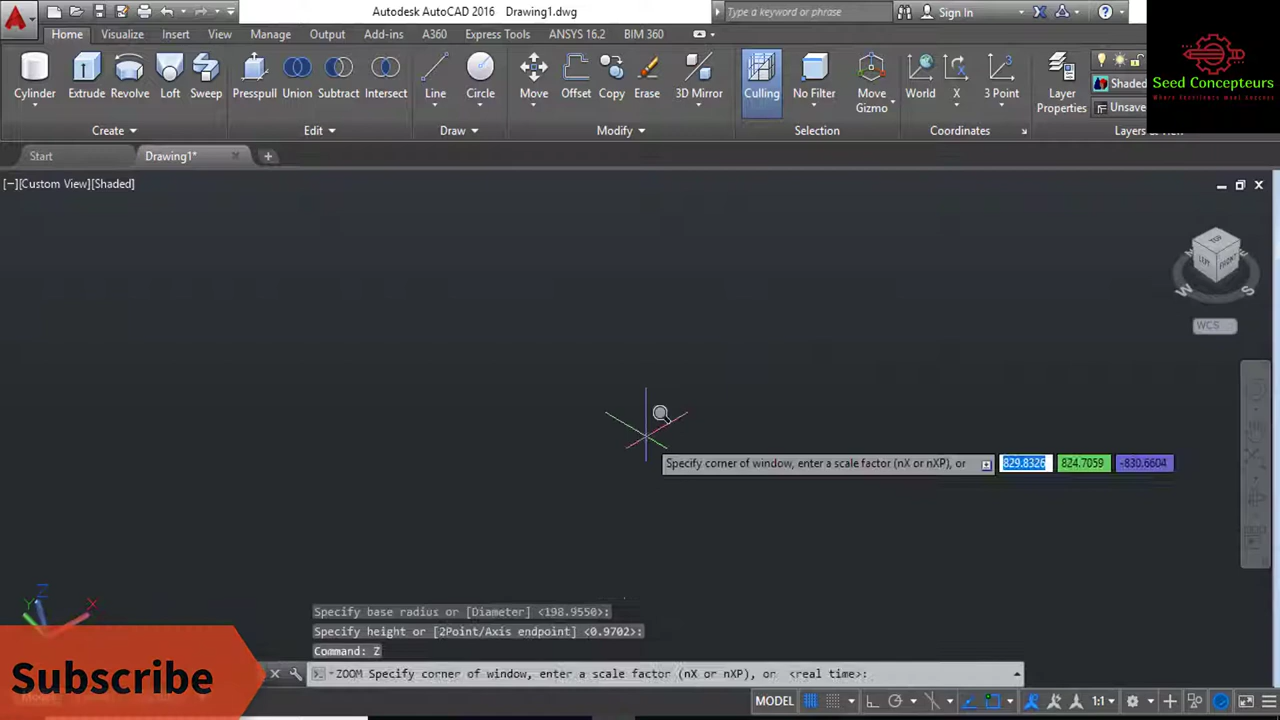 Autodesk AutoCAD 2016 Drawing1.dwg
Type a keyword or phrase
Sign In
Home Visualize Insert View Manage Output Add-ins A360 Express Tools ANSYS 16.2 BIM 360
Cylinder Extrude Revolve Loft Sweep Presspull Union Subtract Intersect Line Circle Move Offset Copy Erase 3D Mirror Culling No Filter Move Gizmo World X 3 Point Layer Properties
Shaded
Unsave
Create Edit Draw Modify Selection Coordinates Layers & View
Seed Concepteurs
Start Drawing1* +
[−][Custom View][Shaded]
TOP
LEFT FRONT
W S
WCS
Specify corner of window, enter a scale factor (nX or nXP), or 829.8326 824.7059 -830.6604
Z
Y X
Specify base radius or [Diameter] <198.9550>:
Specify height or [2Point/Axis endpoint] <0.9702>:
Command: Z
ZOOM Specify corner of window, enter a scale factor (nX or nXP), or <real time>:
Subscribe
MODEL 1:1